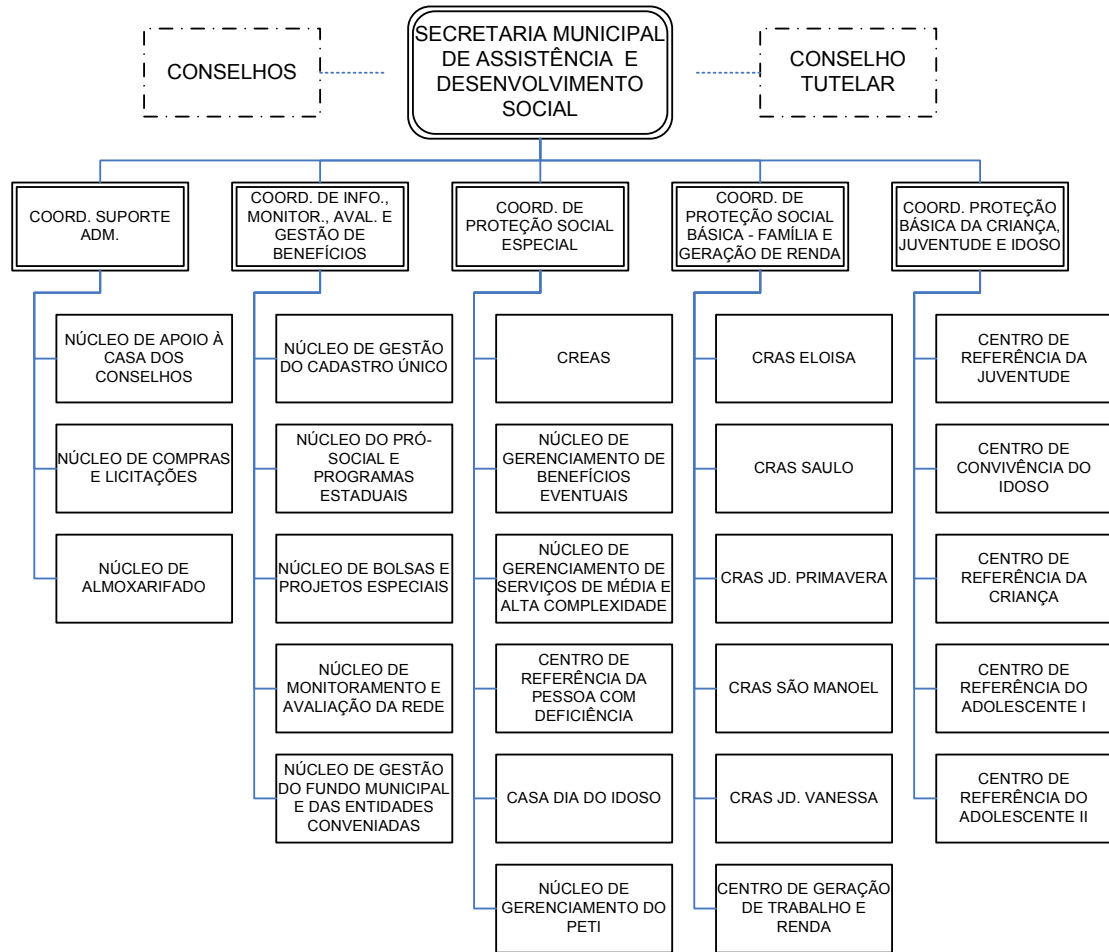 SECRETARIA MUNICIPAL
DE ASSISTÊNCIA E
DESENVOLVIMENTO
SOCIAL
CONSELHOS
CONSELHO
TUTELAR
COORD. SUPORTE
ADM.
COORD. DE INFO.,
MONITOR., AVAL. E
GESTÃO DE
BENEFÍCIOS
COORD. DE
PROTEÇÃO SOCIAL
ESPECIAL
COORD. DE
PROTEÇÃO SOCIAL
BÁSICA - FAMÍLIA E
GERAÇÃO DE RENDA
COORD. PROTEÇÃO
BÁSICA DA CRIANÇA,
JUVENTUDE E IDOSO
NÚCLEO DE APOIO À
CASA DOS
CONSELHOS
NÚCLEO DE COMPRAS
E LICITAÇÕES
NÚCLEO DE
ALMOXARIFADO
NÚCLEO DE GESTÃO
DO CADASTRO ÚNICO
NÚCLEO DO PRÓ-
SOCIAL E
PROGRAMAS
ESTADUAIS
NÚCLEO DE BOLSAS E
PROJETOS ESPECIAIS
NÚCLEO DE
MONITORAMENTO E
AVALIAÇÃO DA REDE
NÚCLEO DE GESTÃO
DO FUNDO MUNICIPAL
E DAS ENTIDADES
CONVENIADAS
CREAS
NÚCLEO DE
GERENCIAMENTO DE
BENEFÍCIOS
EVENTUAIS
NÚCLEO DE
GERENCIAMENTO DE
SERVIÇOS DE MÉDIA E
ALTA COMPLEXIDADE
CENTRO DE
REFERÊNCIA DA
PESSOA COM
DEFICIÊNCIA
CASA DIA DO IDOSO
NÚCLEO DE
GERENCIAMENTO DO
PETI
CRAS ELOISA
CRAS SAULO
CRAS JD. PRIMAVERA
CRAS SÃO MANOEL
CRAS JD. VANESSA
CENTRO DE GERAÇÃO
DE TRABALHO E
RENDA
CENTRO DE
REFERÊNCIA DA
JUVENTUDE
CENTRO DE
CONVIVÊNCIA DO
IDOSO
CENTRO DE
REFERÊNCIA DA
CRIANÇA
CENTRO DE
REFERÊNCIA DO
ADOLESCENTE I
CENTRO DE
REFERÊNCIA DO
ADOLESCENTE II